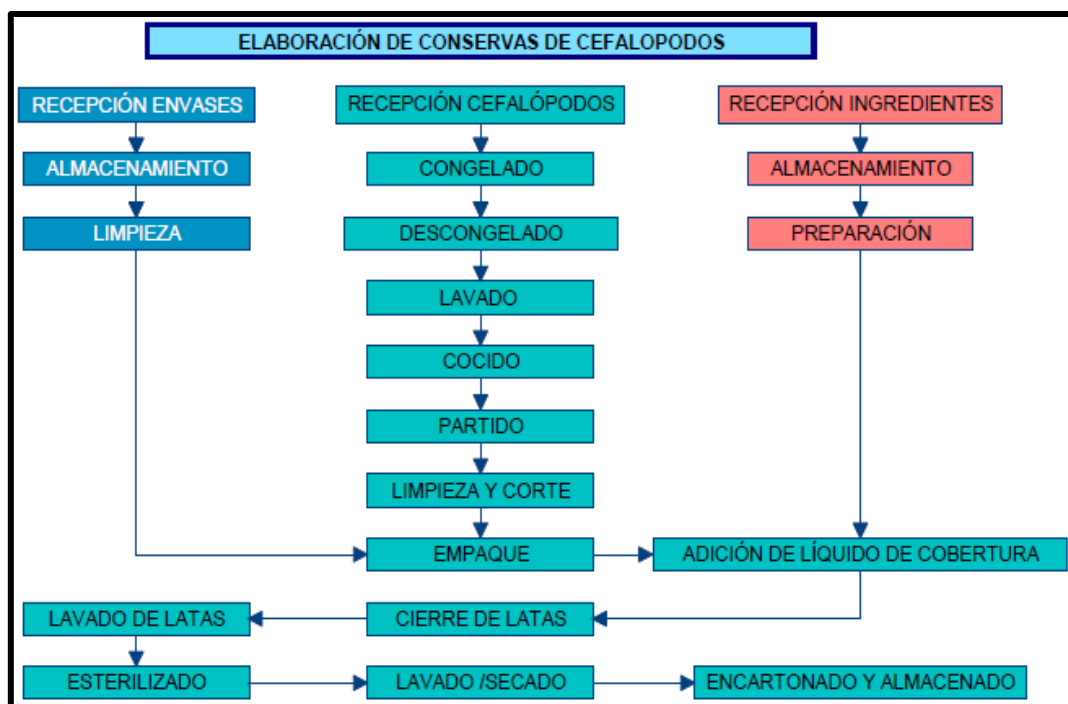 ELABORACIÓN DE CONSERVAS DE CEFALOPODOS
RECEPCIÓN ENVASES
RECEPCIÓN CEFALÓPODOS
RECEPCIÓN INGREDIENTES
ALMACENAMIENTO
CONGELADO
ALMACENAMIENTO
LIMPIEZA
DESCONGELADO
PREPARACIÓN
LAVADO
COCIDO
PARTIDO
LIMPIEZA Y CORTE
EMPAQUE
ADICIÓN DE LÍQUIDO DE COBERTURA
LAVADO DE LATAS
CIERRE DE LATAS
ESTERILIZADO
LAVADO /SECADO
ENCARTONADO Y ALMACENADO